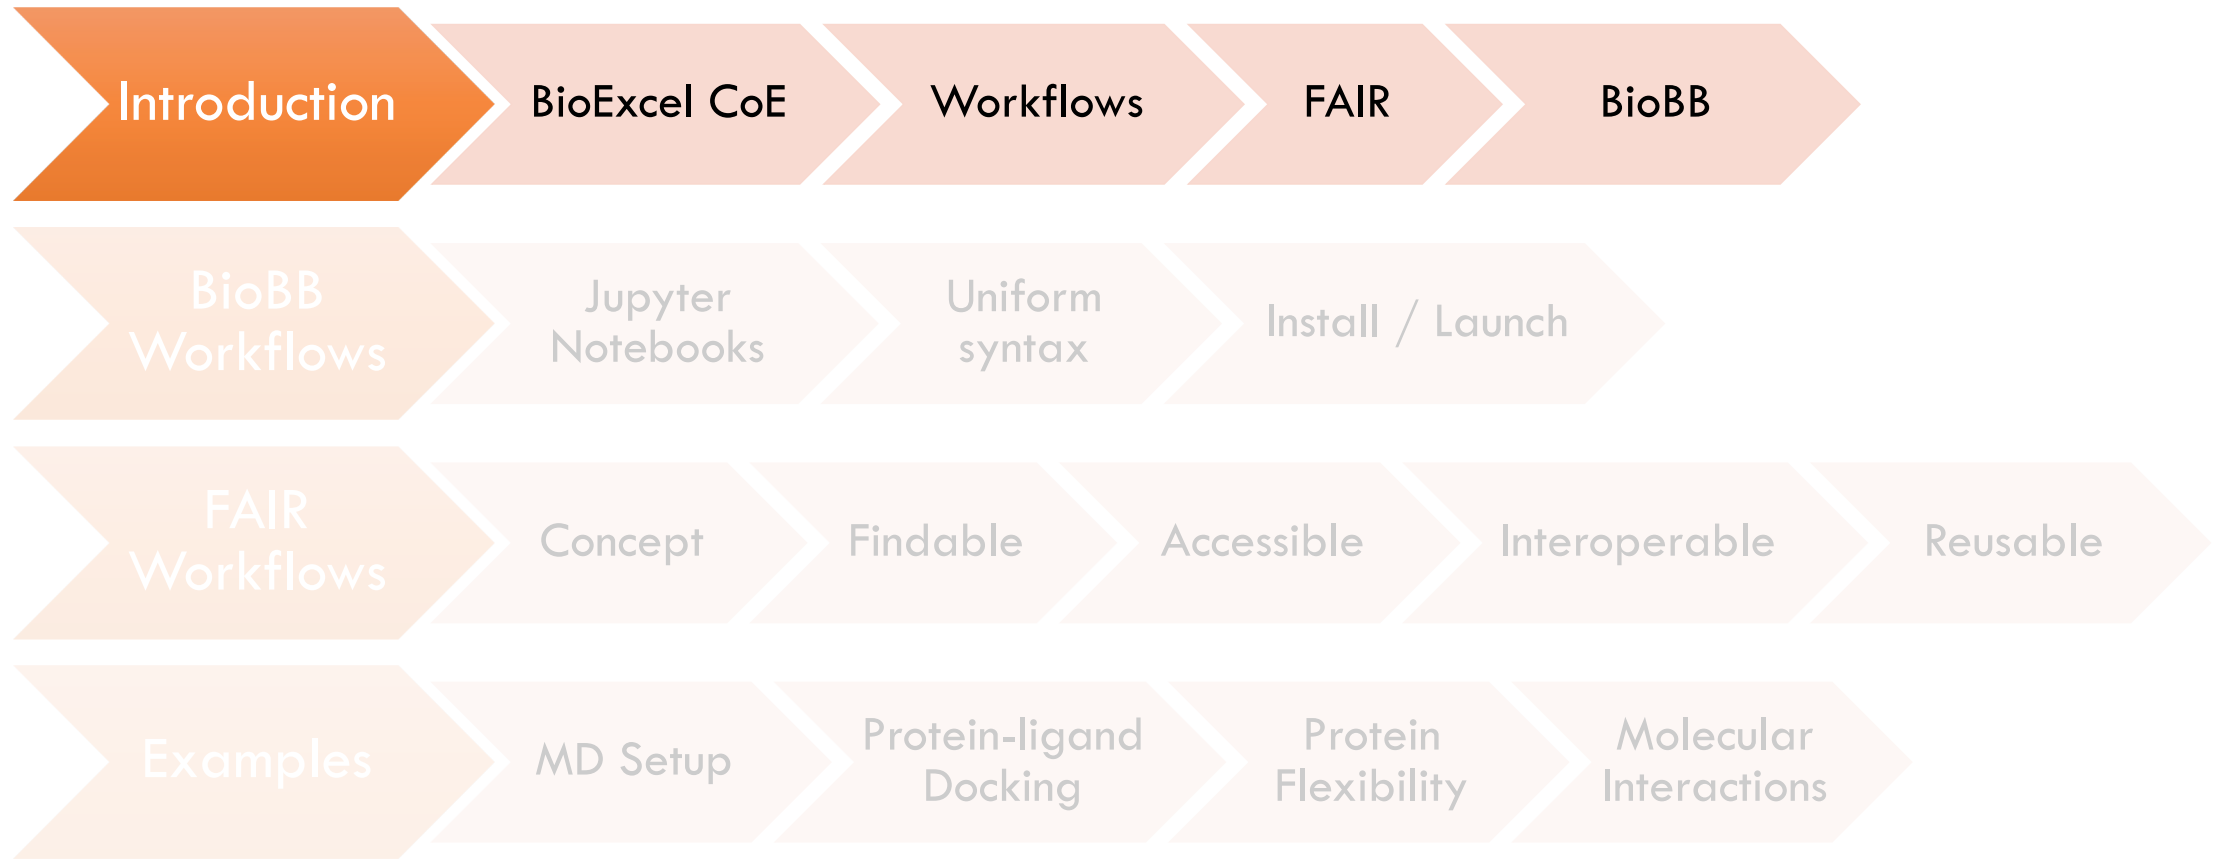 Introduction
BioExcel CoE
Workflows
FAIR
BioBB
BioBB
Workflows
Jupyter
Notebooks
Uniform
syntax
Install / Launch
FAIR
Workflows
Concept
Findable
Accessible
Interoperable
Reusable
Examples
MD Setup
Protein-ligand
Docking
Protein
Flexibility
Molecular
Interactions